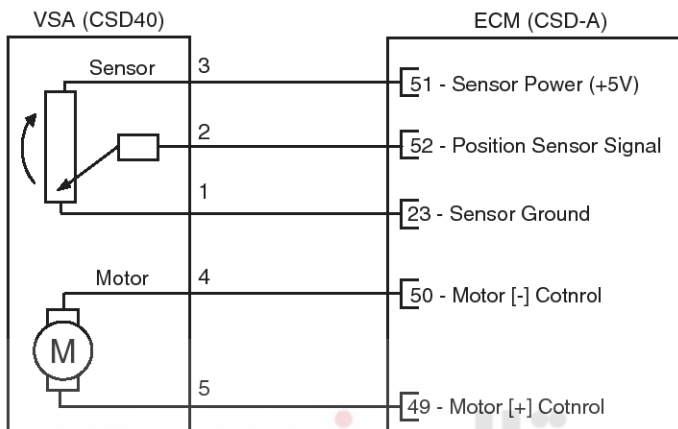 VSA (CSD40)
ECM (CSD-A)
Sensor
3
51 - Sensor Power (+5V)
2
52 - Position Sensor Signal
1
23 - Sensor Ground
Motor
4
50 - Motor [-] Cotnrol
M
5
49 - Motor [+] Cotnrol